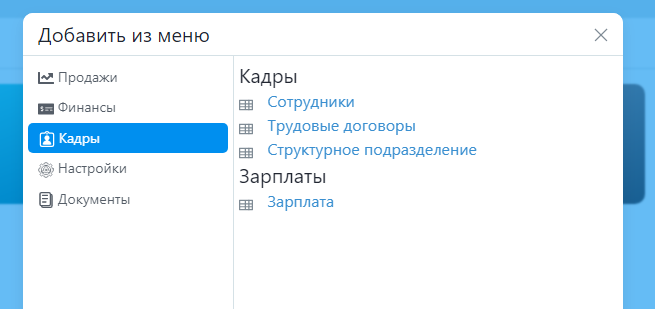 Добавить из меню
Продажи
Финансы
Кадры
Настройки
Документы
Кадры
Сотрудники
Трудовые договоры
Структурное подразделение
Зарплаты
Зарплата